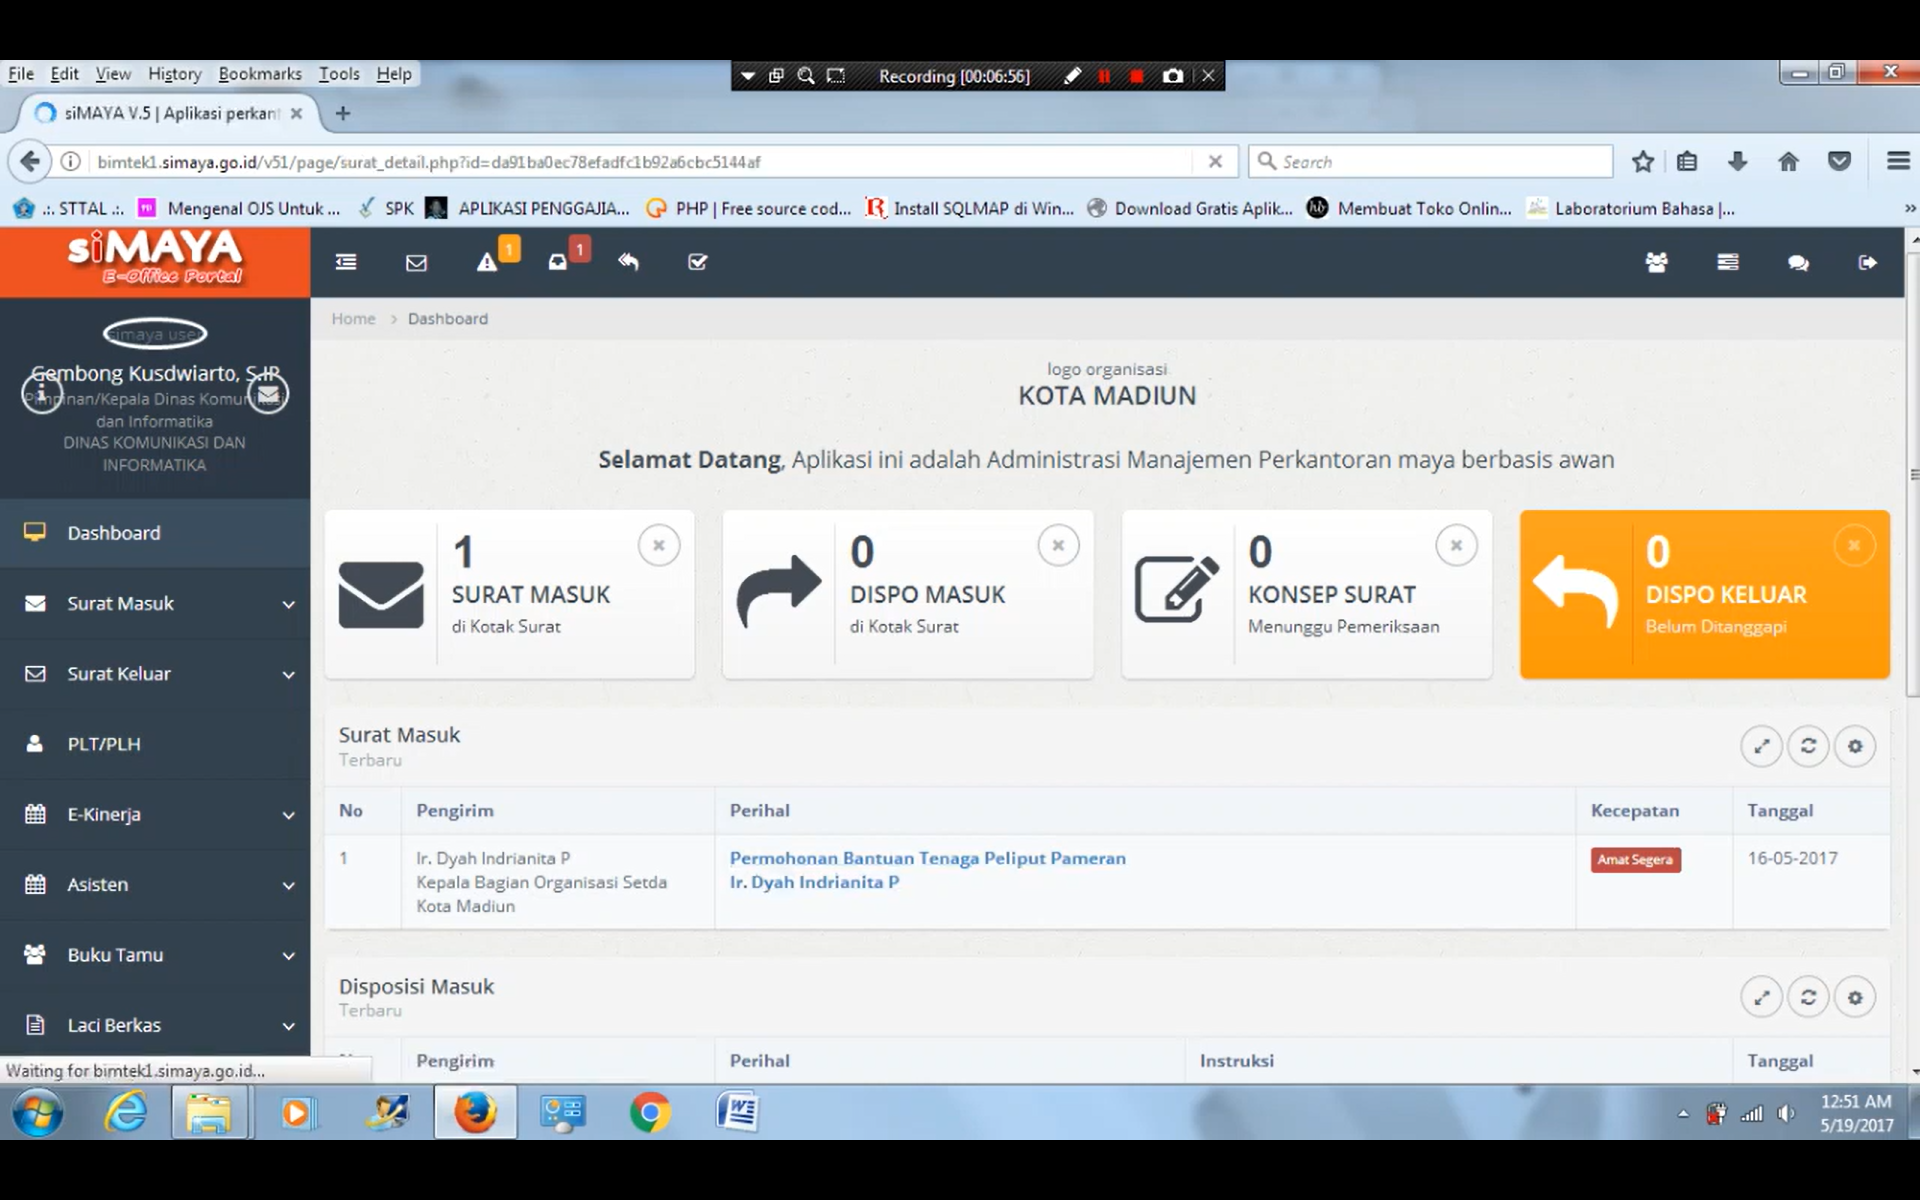 File Edit View History Bookmarks Tools Help
Recording [00:06:56]
siMAYA V.5 | Aplikasi perkant
bimtek1.simaya.go.id/v51/page/surat_detail.php?id=da91ba0ec78efadfc1b92a6cbc5144af
Search
.: STTAL :. Mengenal OJS Untuk ... SPK APLIKASI PENGGAJIA... PHP | Free source cod... Install SQLMAP di Win... Download Gratis Aplik... Membuat Toko Onlin... Laboratorium Bahasa |... »
siMAYA
E-Office Portal
1 1
Home > Dashboard
simaya user
Gembong Kusdwiarto, S.IP
Pimpinan/Kepala Dinas Komunikasi
dan Informatika
DINAS KOMUNIKASI DAN
INFORMATIKA
logo organisasi
KOTA MADIUN
Selamat Datang, Aplikasi ini adalah Administrasi Manajemen Perkantoran maya berbasis awan
Dashboard
Surat Masuk
Surat Keluar
PLT/PLH
E-Kinerja
Asisten
Buku Tamu
Laci Berkas
1
SURAT MASUK
di Kotak Surat
0
DISPO MASUK
di Kotak Surat
0
KONSEP SURAT
Menunggu Pemeriksaan
0
DISPO KELUAR
Belum Ditanggapi
Surat Masuk
Terbaru
No Pengirim Perihal Kecepatan Tanggal
1 Ir. Dyah Indrianita P Permohonan Bantuan Tenaga Peliput Pameran Amat Segera 16-05-2017
Kepala Bagian Organisasi Setda Ir. Dyah Indrianita P
Kota Madiun
Disposisi Masuk
Terbaru
Pengirim Perihal Instruksi Tanggal
Waiting for bimtek1.simaya.go.id...
12:51 AM
5/19/2017